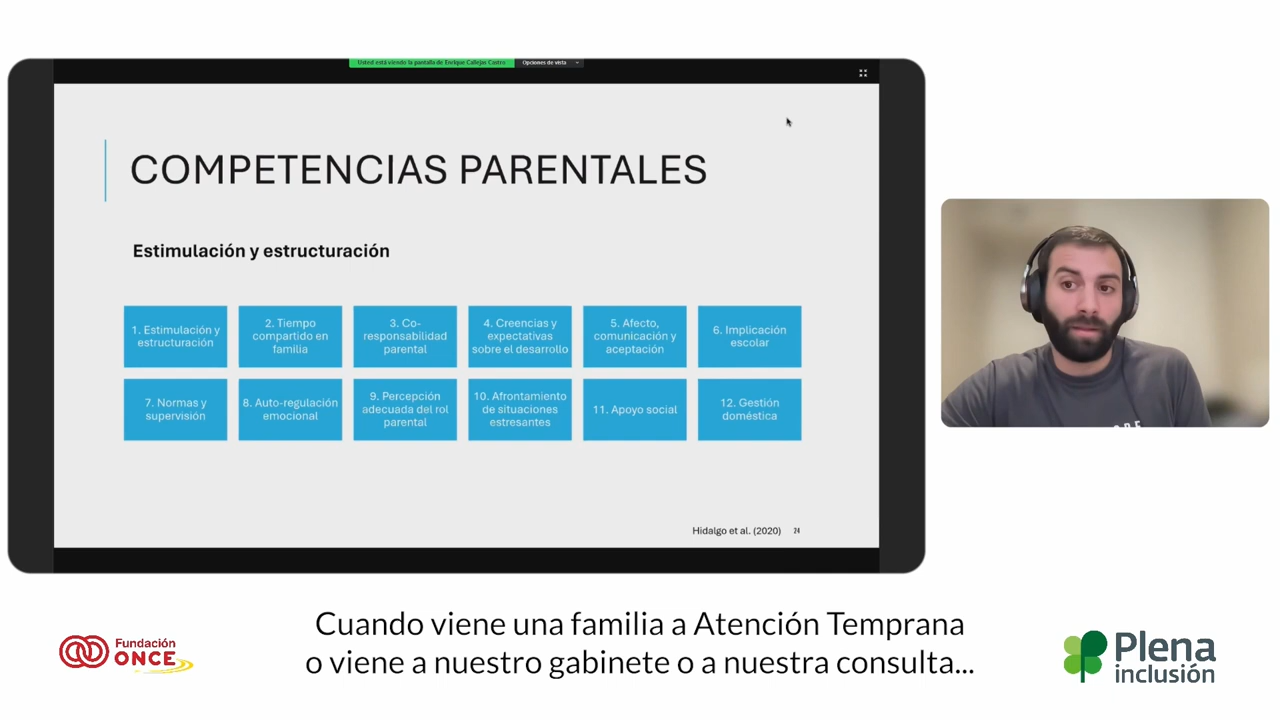 Usted está viendo la pantalla de Enrique Callejas Castro
Opciones de vista
COMPETENCIAS PARENTALES
Estimulación y estructuración
1. Estimulación y
estructuración
2. Tiempo
compartido en
familia
3. Co-
responsabilidad
parental
4. Creencias y
expectativas
sobre el desarrollo
5. Afecto,
comunicación y
aceptación
6. Implicación
escolar
7. Normas y
supervisión
8. Auto-regulación
emocional
9. Percepción
adecuada del rol
parental
10. Afrontamiento
de situaciones
estresantes
11. Apoyo social
12. Gestión
doméstica
Hidalgo et al. (2020)
24
Cuando viene una familia a Atención Temprana
o viene a nuestro gabinete o a nuestra consulta...
Fundación
ONCE
Plena
inclusión